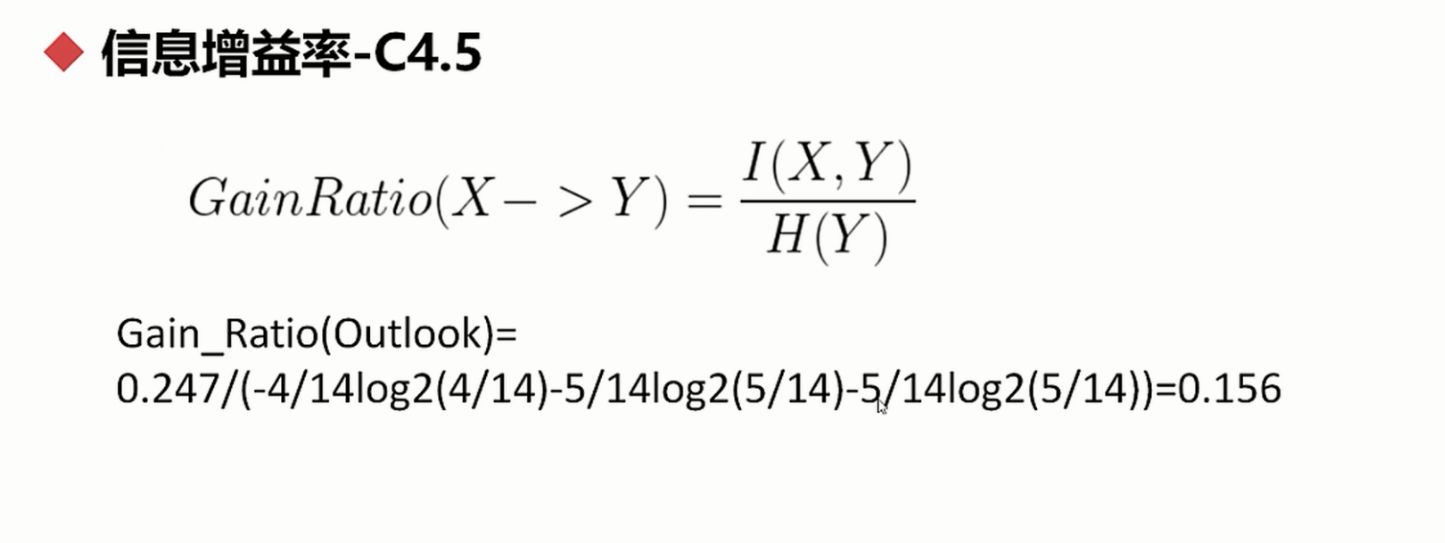 信息增益率-C4.5
GainRatio(X->Y) = I(X,Y) / H(Y)
Gain_Ratio(Outlook)=
0.247/(-4/14log2(4/14)-5/14log2(5/14)-5/14log2(5/14))=0.156